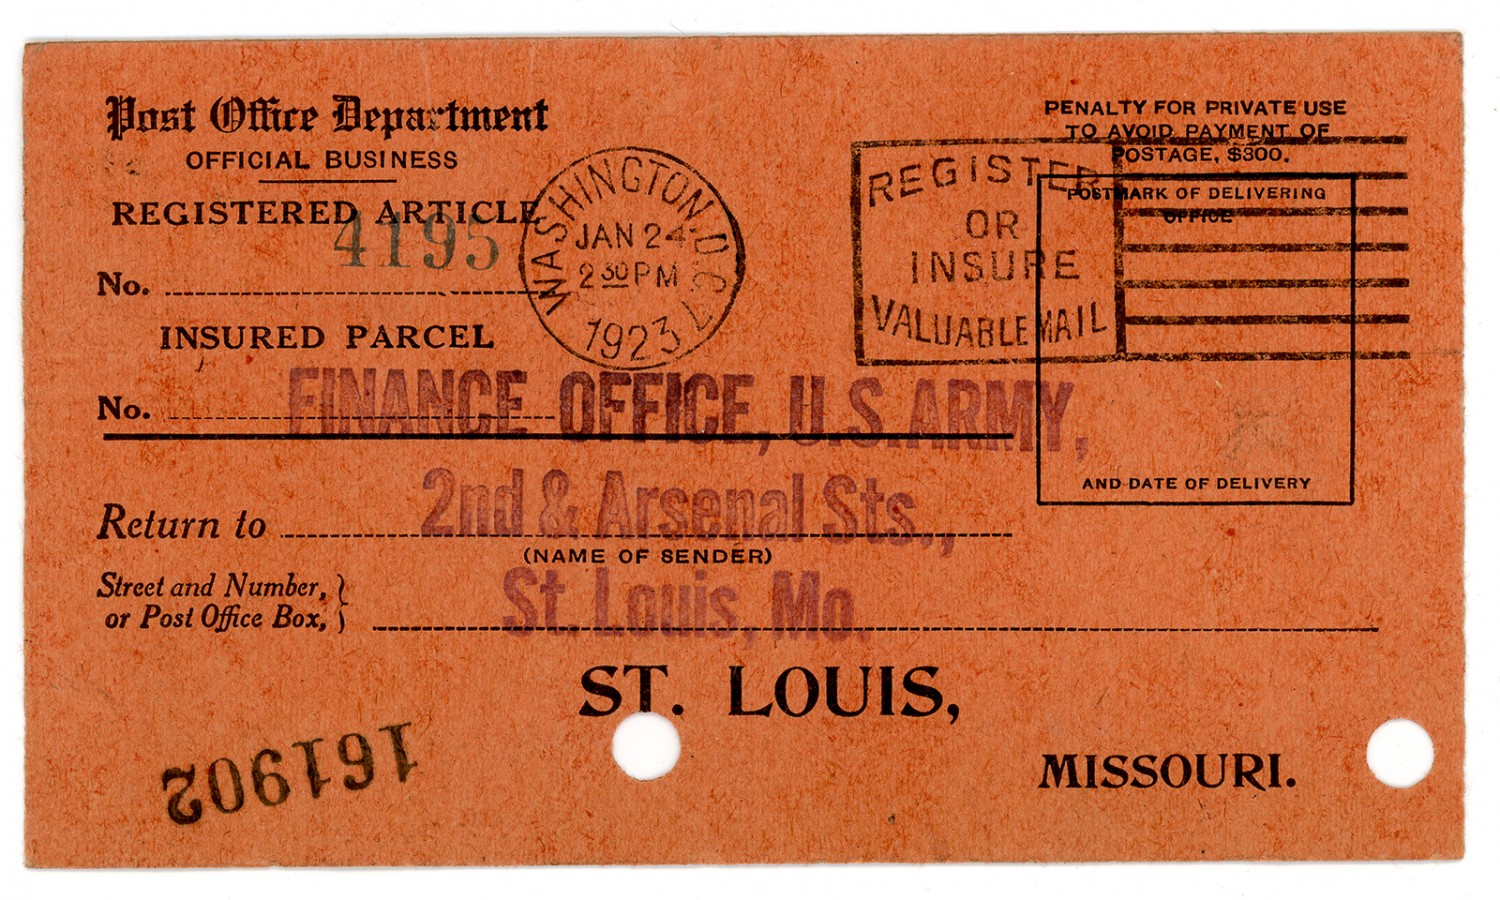 Post Office Department
OFFICIAL BUSINESS
REGISTERED ARTICLE
4195
No.
INSURED PARCEL
No.
WASHINGTON, D.C.
JAN 24
2 30 PM
1923
REGISTER
OR
INSURE
VALUABLE MAIL
PENALTY FOR PRIVATE USE
TO AVOID PAYMENT OF
POSTAGE, $300.
POSTMARK OF DELIVERING
OFFICE
AND DATE OF DELIVERY
FINANCE OFFICE, U.S. ARMY,
2nd & Arsenal Sts.,
St. Louis, Mo.
Return to
(NAME OF SENDER)
Street and Number,
or Post Office Box,
ST. LOUIS,
MISSOURI.
161902